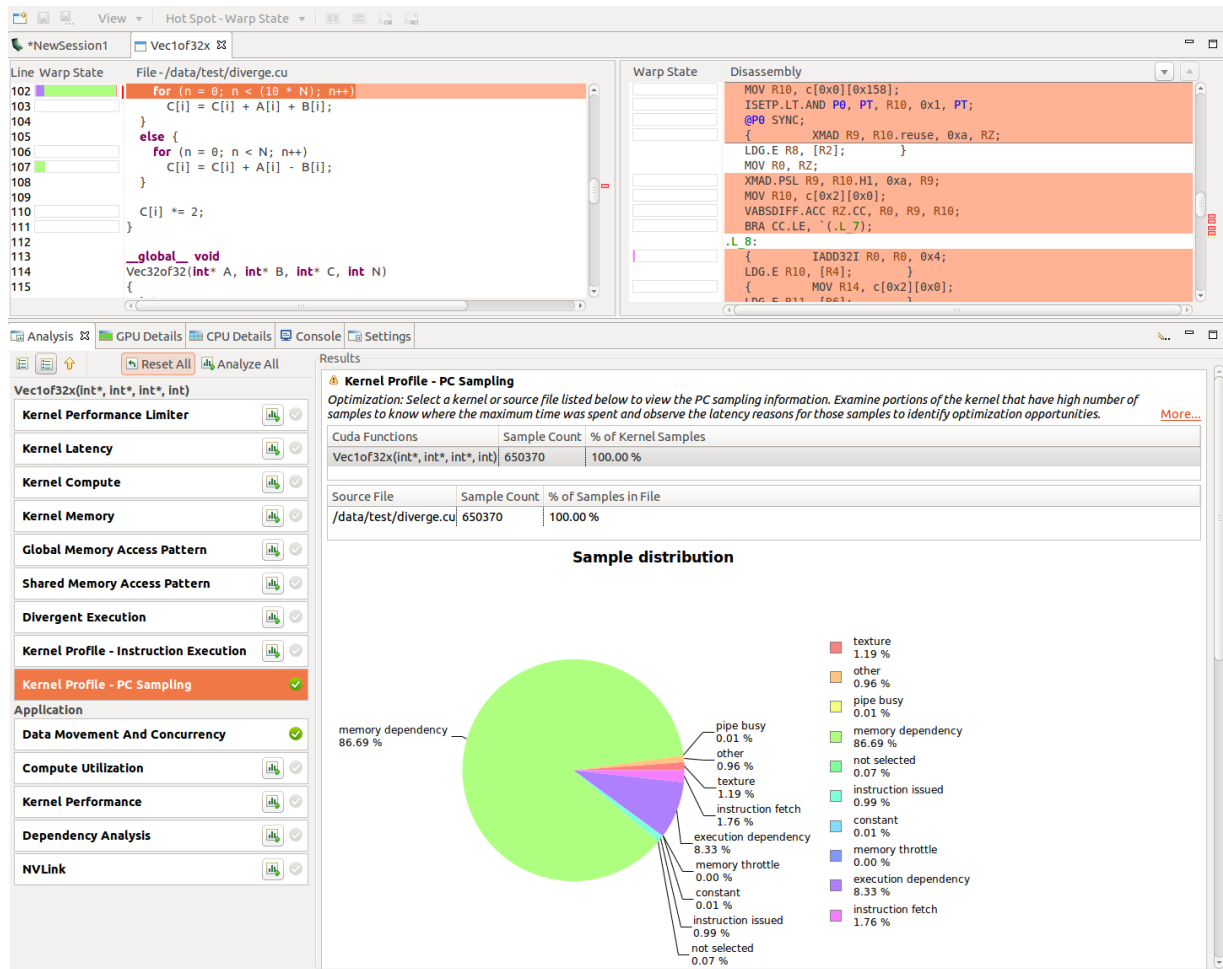 View
Hot Spot - Warp State
*NewSession1
Vec1of32x
Line Warp State File - /data/test/diverge.cu
102 for (n = 0; n < (10 * N); n++)
103 C[i] = C[i] + A[i] + B[i];
104 }
105 else {
106 for (n = 0; n < N; n++)
107 C[i] = C[i] + A[i] - B[i];
108 }
109
110 C[i] *= 2;
111 }
112
113 __global__ void
114 Vec32of32(int* A, int* B, int* C, int N)
115 {
Warp State Disassembly
MOV R10, c[0x0][0x158];
ISETP.LT.AND P0, PT, R10, 0x1, PT;
@P0 SYNC;
{ XMAD R9, R10.reuse, 0xa, RZ;
LDG.E R8, [R2]; }
MOV R0, RZ;
XMAD.PSL R9, R10.H1, 0xa, R9;
MOV R10, c[0x2][0x0];
VABSDIFF.ACC RZ.CC, R0, R9, R10;
BRA CC.LE, `(.L_7);
.L_8:
{ IADD32I R0, R0, 0x4;
LDG.E R10, [R4]; }
{ MOV R14, c[0x2][0x0];
LDG.E R11, [R6]; }
Analysis
GPU Details
CPU Details
Console
Settings
Reset All
Analyze All
Vec1of32x(int*, int*, int*, int)
Kernel Performance Limiter
Kernel Latency
Kernel Compute
Kernel Memory
Global Memory Access Pattern
Shared Memory Access Pattern
Divergent Execution
Kernel Profile - Instruction Execution
Kernel Profile - PC Sampling
Application
Data Movement And Concurrency
Compute Utilization
Kernel Performance
Dependency Analysis
NVLink
Results
Kernel Profile - PC Sampling
Optimization: Select a kernel or source file listed below to view the PC sampling information. Examine portions of the kernel that have high number of
samples to know where the maximum time was spent and observe the latency reasons for those samples to identify optimization opportunities.
More...
Cuda Functions Sample Count % of Kernel Samples
Vec1of32x(int*, int*, int*, int) 650370 100.00 %
Source File Sample Count % of Samples in File
/data/test/diverge.cu 650370 100.00 %
Sample distribution
memory dependency
86.69 %
pipe busy
0.01 %
other
0.96 %
texture
1.19 %
instruction fetch
1.76 %
execution dependency
8.33 %
memory throttle
0.00 %
constant
0.01 %
instruction issued
0.99 %
not selected
0.07 %
texture
1.19 %
other
0.96 %
pipe busy
0.01 %
memory dependency
86.69 %
not selected
0.07 %
instruction issued
0.99 %
constant
0.01 %
memory throttle
0.00 %
execution dependency
8.33 %
instruction fetch
1.76 %